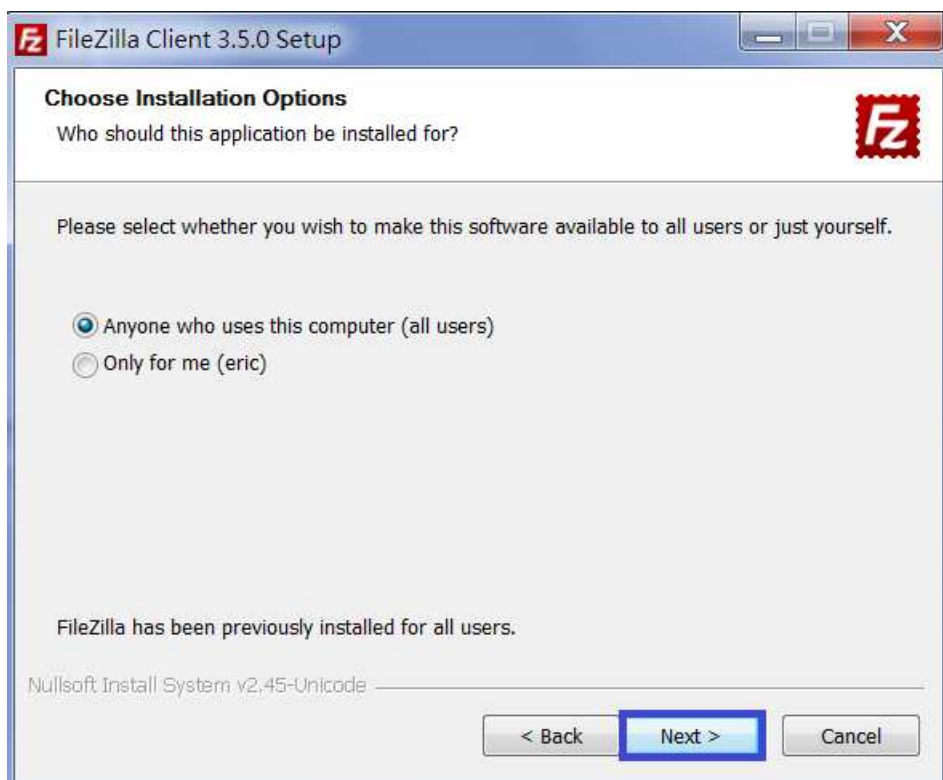 FileZilla Client 3.5.0 Setup
Choose Installation Options
Who should this application be installed for?
Fz
Please select whether you wish to make this software available to all users or just yourself.
Anyone who uses this computer (all users)
Only for me (eric)
FileZilla has been previously installed for all users.
Nullsoft Install System v2.45-Unicode
< Back Next > Cancel